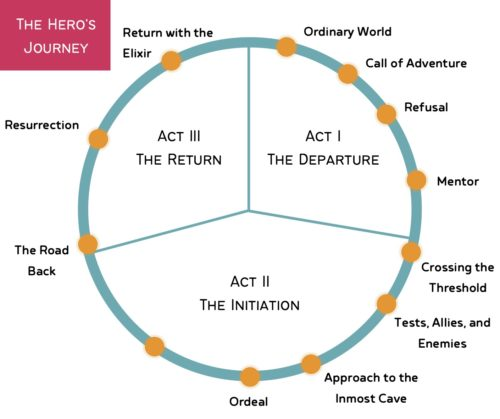 The Hero's
Journey
Ordinary World
Call of Adventure
Refusal
Mentor
Crossing the
Threshold
Tests, Allies, and
Enemies
Approach to the
Inmost Cave
Ordeal
The Road
Back
Resurrection
Return with the
Elixir
Act I
The Departure
Act II
The Initiation
Act III
The Return